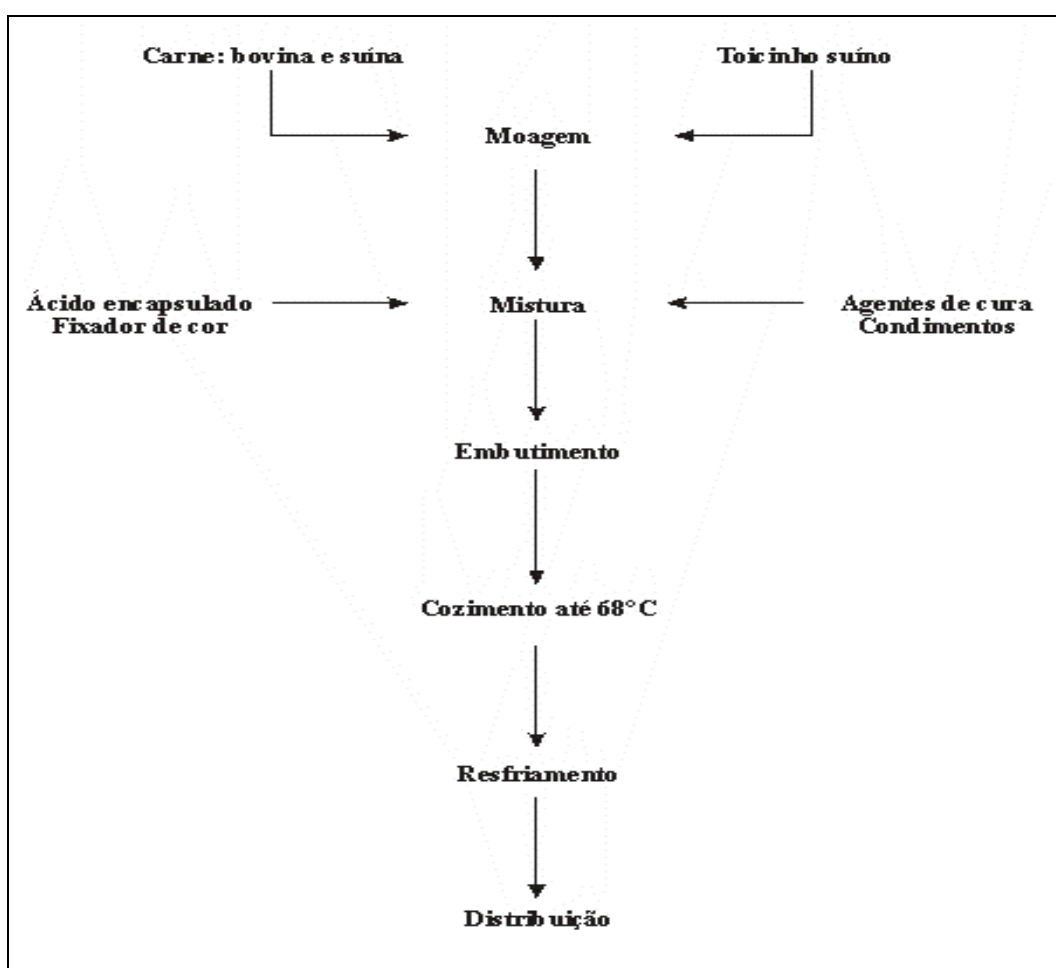 Carne: bovina e suína
Toicinho suíno
Moagem
Ácido encapsulado
Fixador de cor
Mistura
Agentes de cura
Condimentos
Embutimento
Cozimento até 68°C
Resfriamento
Distribuição